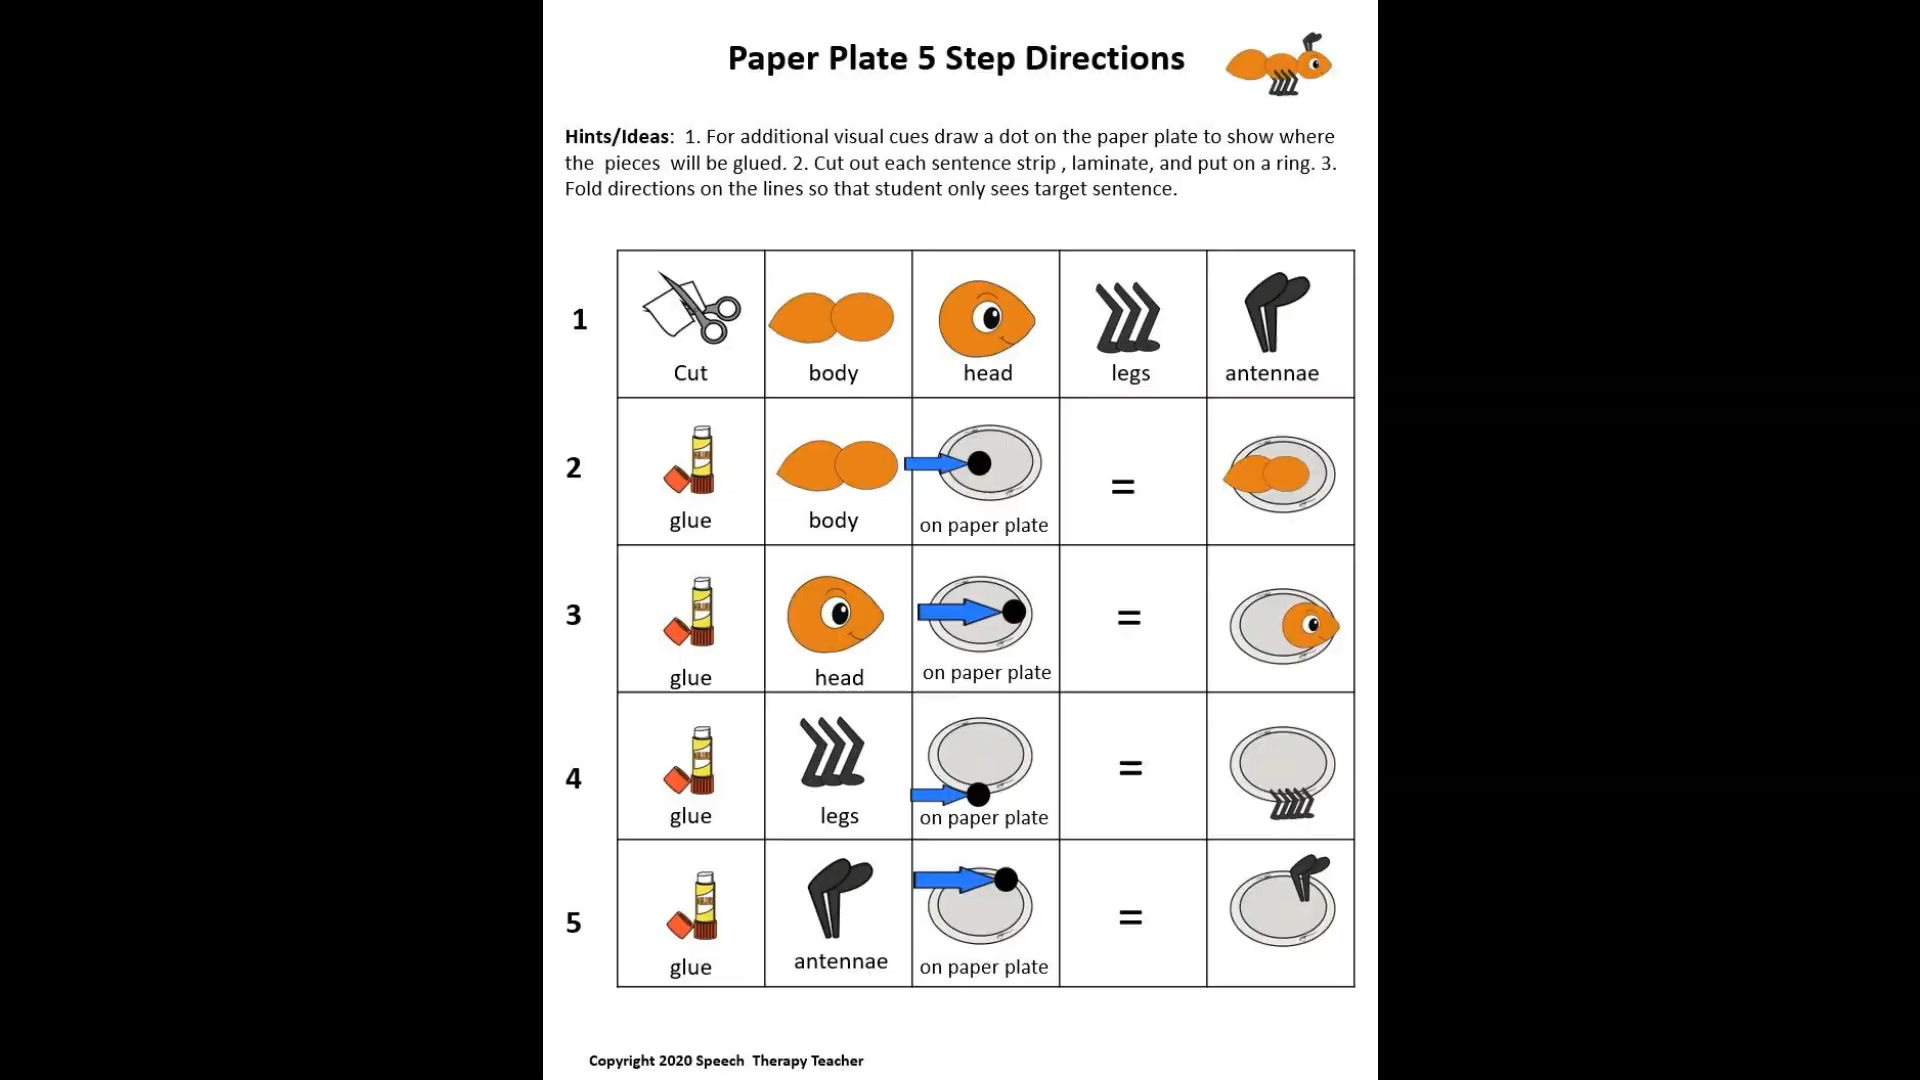 Paper Plate 5 Step Directions
Hints/Ideas:  1. For additional visual cues draw a dot on the paper plate to show where
the  pieces  will be glued. 2. Cut out each sentence strip , laminate, and put on a ring. 3.
Fold directions on the lines so that student only sees target sentence.
1
Cut body head legs antennae
2
glue body on paper plate =
3
glue head on paper plate =
4
glue legs on paper plate =
5
glue antennae on paper plate =
Copyright 2020 Speech  Therapy Teacher